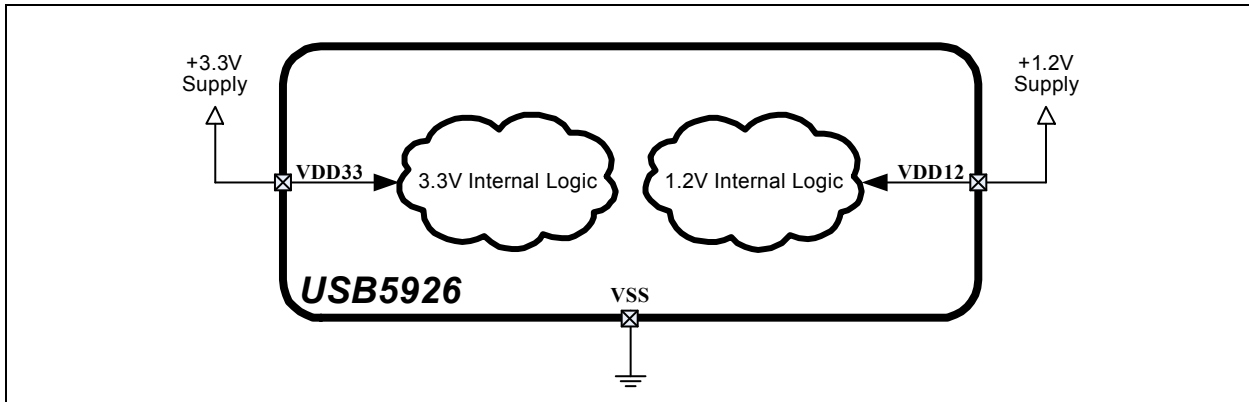 +3.3V
Supply
+1.2V
Supply
VDD33
3.3V Internal Logic
1.2V Internal Logic
VDD12
USB5926
VSS